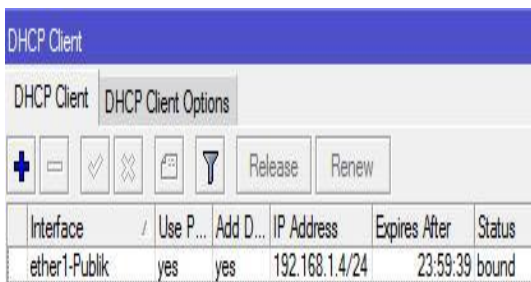 DHCP Client
DHCP Client DHCP Client Options
Release Renew
Interface / Use P... Add D... IP Address Expires After Status
ether1-Publik yes yes 192.168.1.4/24 23:59:39 bound